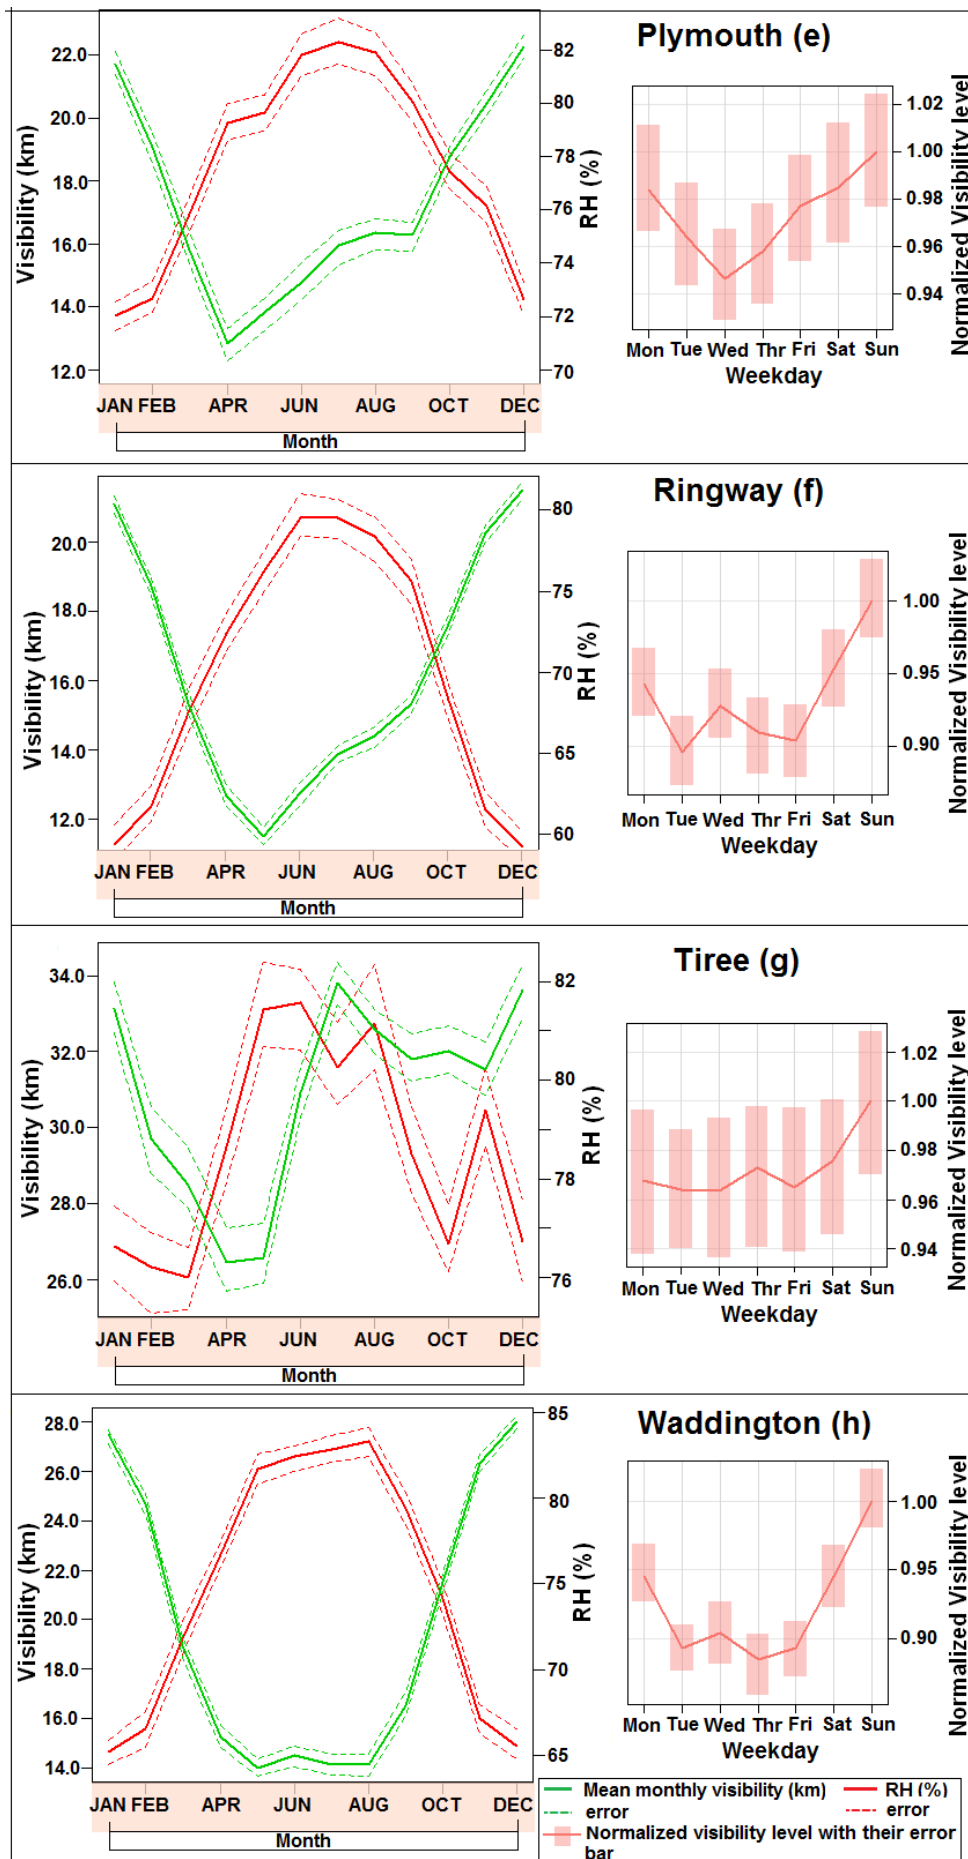 Plymouth (e)
Visibility (km)
22.0
20.0
18.0
16.0
14.0
12.0
82
80
78
76
74
72
70
RH (%)
JAN FEB APR JUN AUG OCT DEC
Month
1.02
1.00
0.98
0.96
0.94
Normalized Visibility level
Mon Tue Wed Thr Fri Sat Sun
Weekday
Ringway (f)
Visibility (km)
20.0
18.0
16.0
14.0
12.0
80
75
70
65
60
RH (%)
JAN FEB APR JUN AUG OCT DEC
Month
1.00
0.95
0.90
Normalized Visibility level
Mon Tue Wed Thr Fri Sat Sun
Weekday
Tiree (g)
Visibility (km)
34.0
32.0
30.0
28.0
26.0
82
80
78
76
RH (%)
JAN FEB APR JUN AUG OCT DEC
Month
1.02
1.00
0.98
0.96
0.94
Normalized Visibility level
Mon Tue Wed Thr Fri Sat Sun
Weekday
Waddington (h)
Visibility (km)
28.0
26.0
24.0
22.0
20.0
18.0
16.0
14.0
85
80
75
70
65
RH (%)
JAN FEB APR JUN AUG OCT DEC
Month
1.00
0.95
0.90
Normalized Visibility level
Mon Tue Wed Thr Fri Sat Sun
Weekday
Mean monthly visibility (km) RH (%)
error error
Normalized visibility level with their error
bar